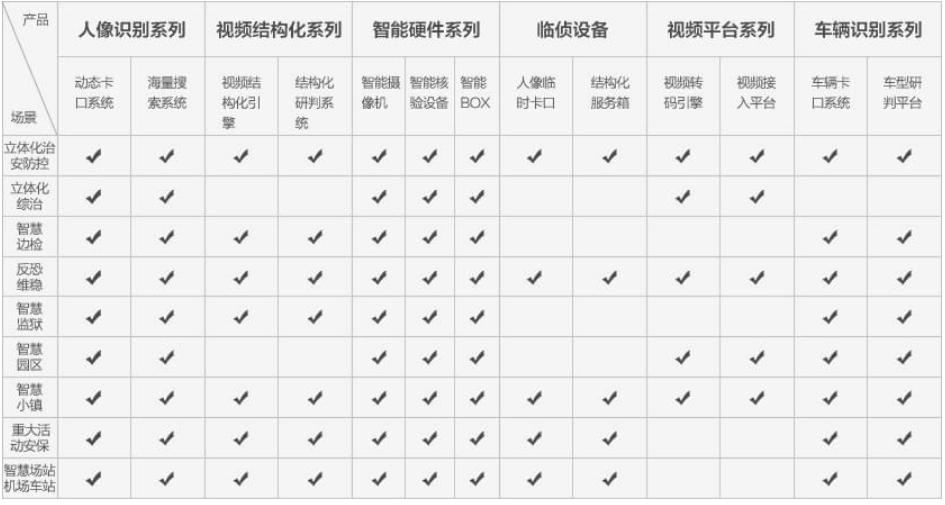 产品
场景
人像识别系列 视频结构化系列 智能硬件系列 临侦设备 视频平台系列 车辆识别系列
动态卡 海量搜 视频结 结构化 智能摄 智能核 智能 人像临 结构化 视频转 视频接 车辆卡 车型研
口系统 索系统 构化引 研判系 像机 验设备 BOX 时卡口 服务箱 码引擎 入平台 口系统 判平台
擎 统
立体化治 ✔ ✔ ✔ ✔ ✔ ✔ ✔ ✔ ✔ ✔ ✔ ✔ ✔
安防控
立体化 ✔ ✔ ✔ ✔ ✔ ✔ ✔
综治
智慧 ✔ ✔ ✔ ✔ ✔ ✔ ✔ ✔ ✔
边检
反恐 ✔ ✔ ✔ ✔ ✔ ✔ ✔ ✔ ✔ ✔ ✔ ✔ ✔
维稳
智慧 ✔ ✔ ✔ ✔ ✔ ✔ ✔ ✔ ✔
监狱
智慧 ✔ ✔ ✔ ✔ ✔ ✔ ✔ ✔ ✔
园区
智慧 ✔ ✔ ✔ ✔ ✔ ✔ ✔ ✔ ✔ ✔ ✔ ✔ ✔
小镇
重大活 ✔ ✔ ✔ ✔ ✔ ✔ ✔ ✔ ✔ ✔ ✔
动安保
智慧场站 ✔ ✔ ✔ ✔ ✔ ✔ ✔ ✔ ✔ ✔ ✔
机场车站